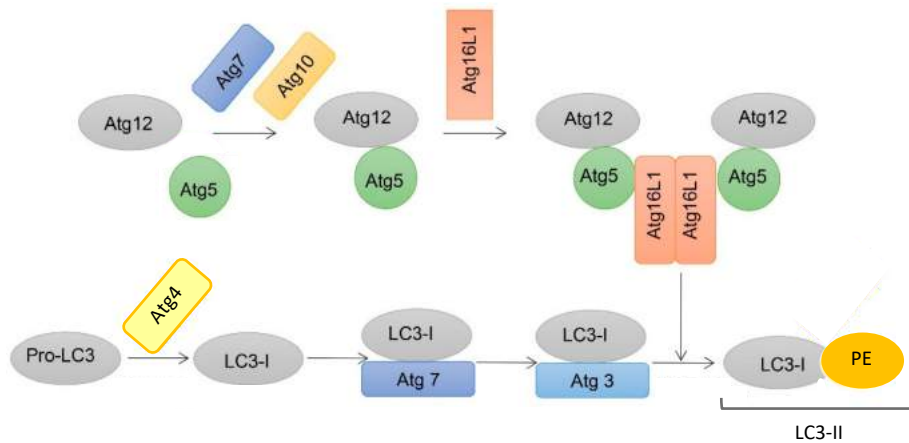 Atg7
Atg10
Atg16L1
Atg12
Atg12
Atg12
Atg12
Atg5
Atg5
Atg5
Atg5
Atg16L1
Atg16L1
Atg4
Pro-LC3
LC3-I
LC3-I
Atg 7
LC3-I
Atg 3
LC3-I
PE
LC3-II